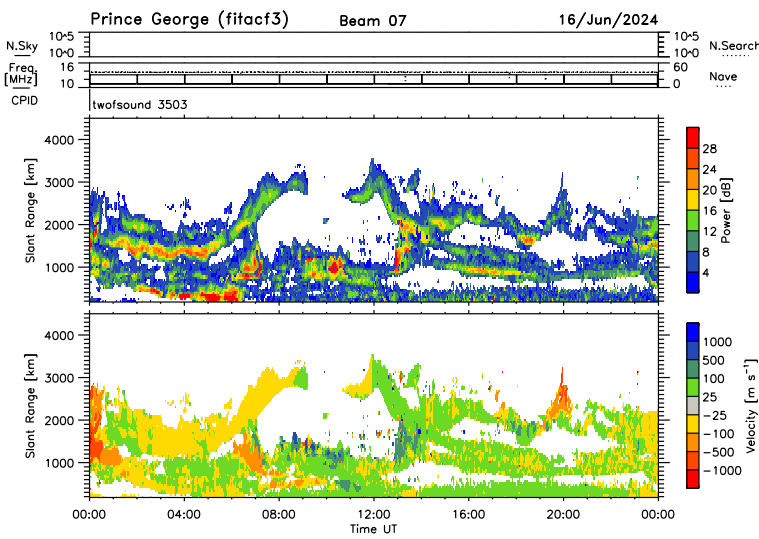 Prince George (fitacf3) Beam 07 16/Jun/2024
N.Sky 10^5 10^5 N.Search
10^0 10^0
Freq 16 60
[MHz] Nave
10 0
CPID twofsound 3503
Slant Range [km]
4000
3000
2000
1000
28
24
20
16
12
8
4
Power [dB]
Slant Range [km]
4000
3000
2000
1000
1000
500
100
25
-25
-100
-500
-1000
Velocity [m s⁻¹]
00:00 04:00 08:00 12:00 16:00 20:00 00:00
Time UT